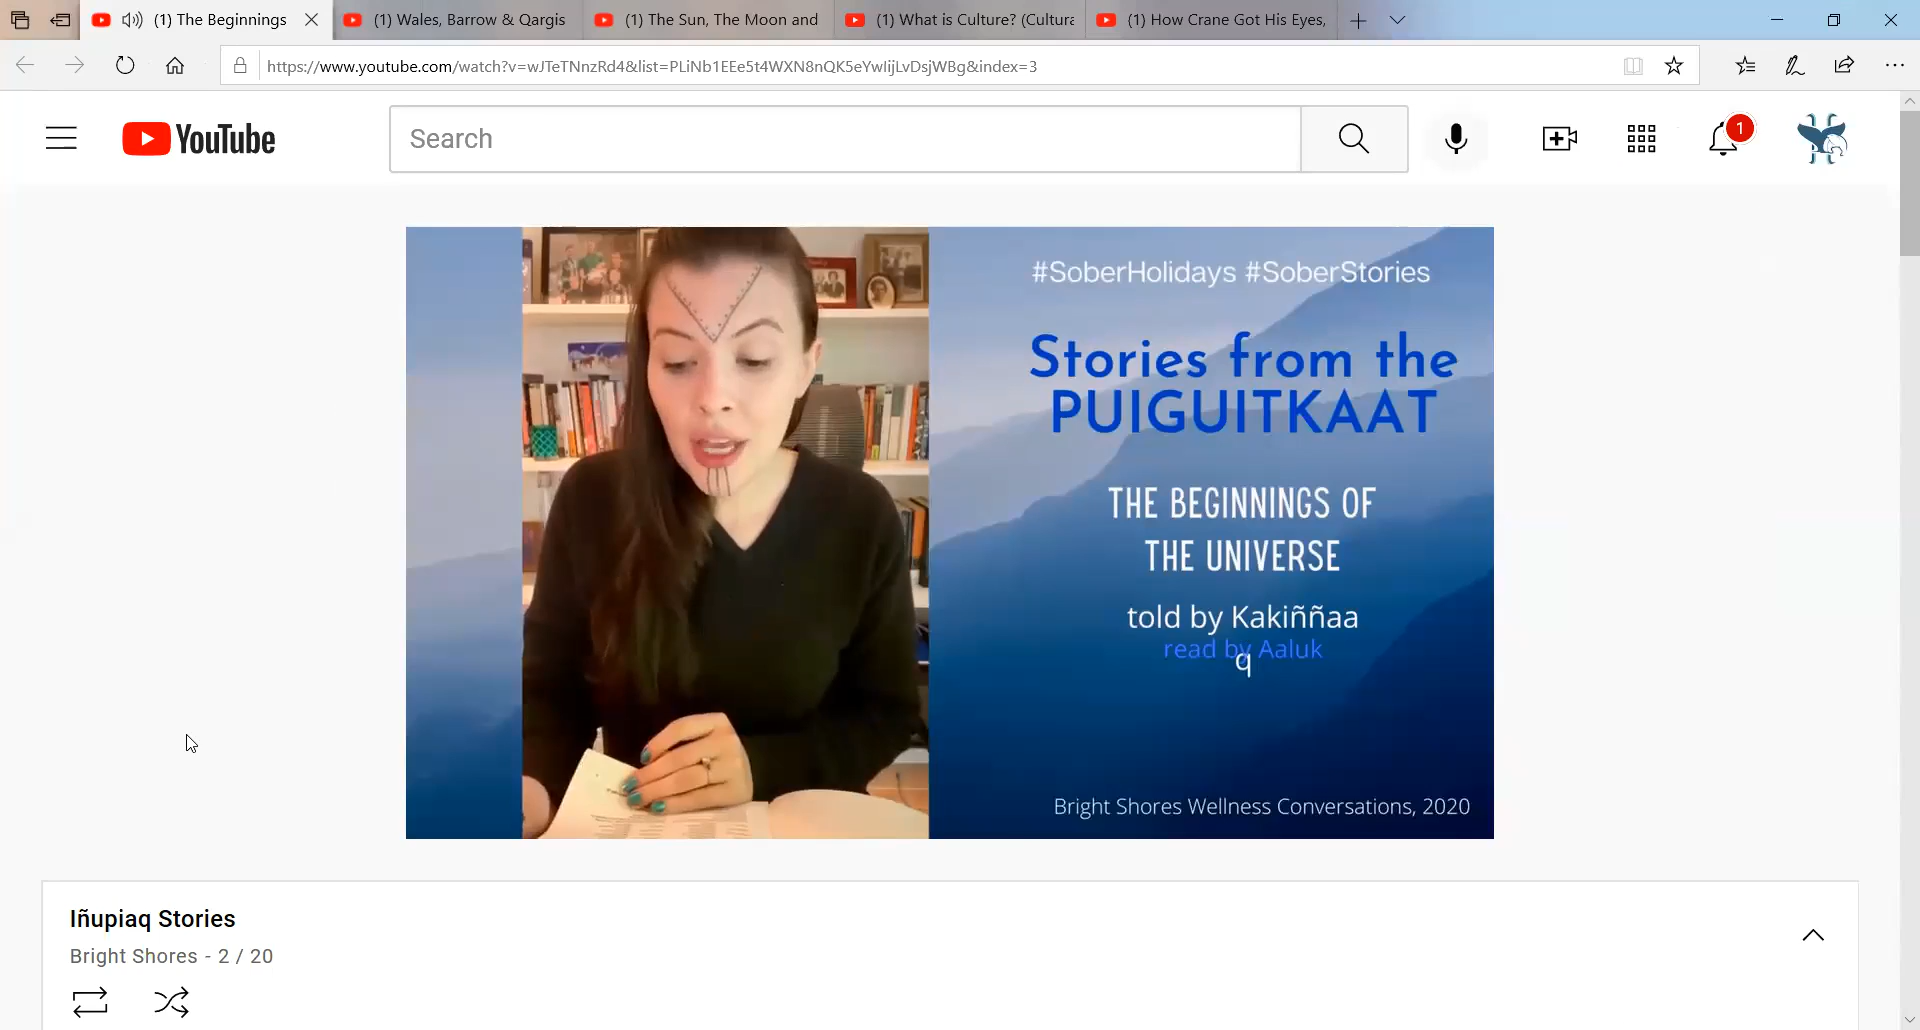 (1) The Beginnings
(1) Wales, Barrow & Qargis
(1) The Sun, The Moon and
(1) What is Culture? (Cultura
(1) How Crane Got His Eyes,
https://www.youtube.com/watch?v=wJTeTNnzRd4&list=PLiNb1EEe5t4WXN8nQK5eYwlijLvDsjWBg&index=3
YouTube
Search
1
#SoberHolidays #SoberStories
Stories from the
PUIGUITKAAT
THE BEGINNINGS OF
THE UNIVERSE
told by Kakiññaa
q
read by Aaluk
Bright Shores Wellness Conversations, 2020
Iñupiaq Stories
Bright Shores - 2 / 20